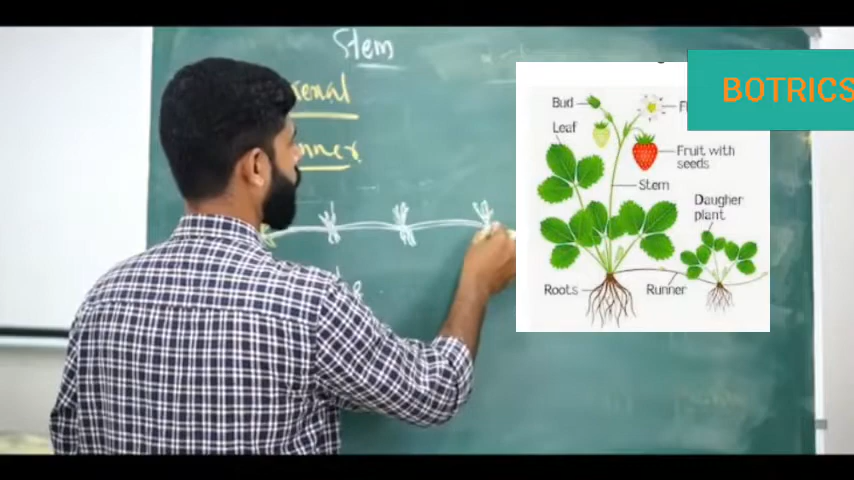 Stem
BOTRICS
Bud
Leaf
Fruit with
seeds
Stem
Daugher
plant
Roots
Runner